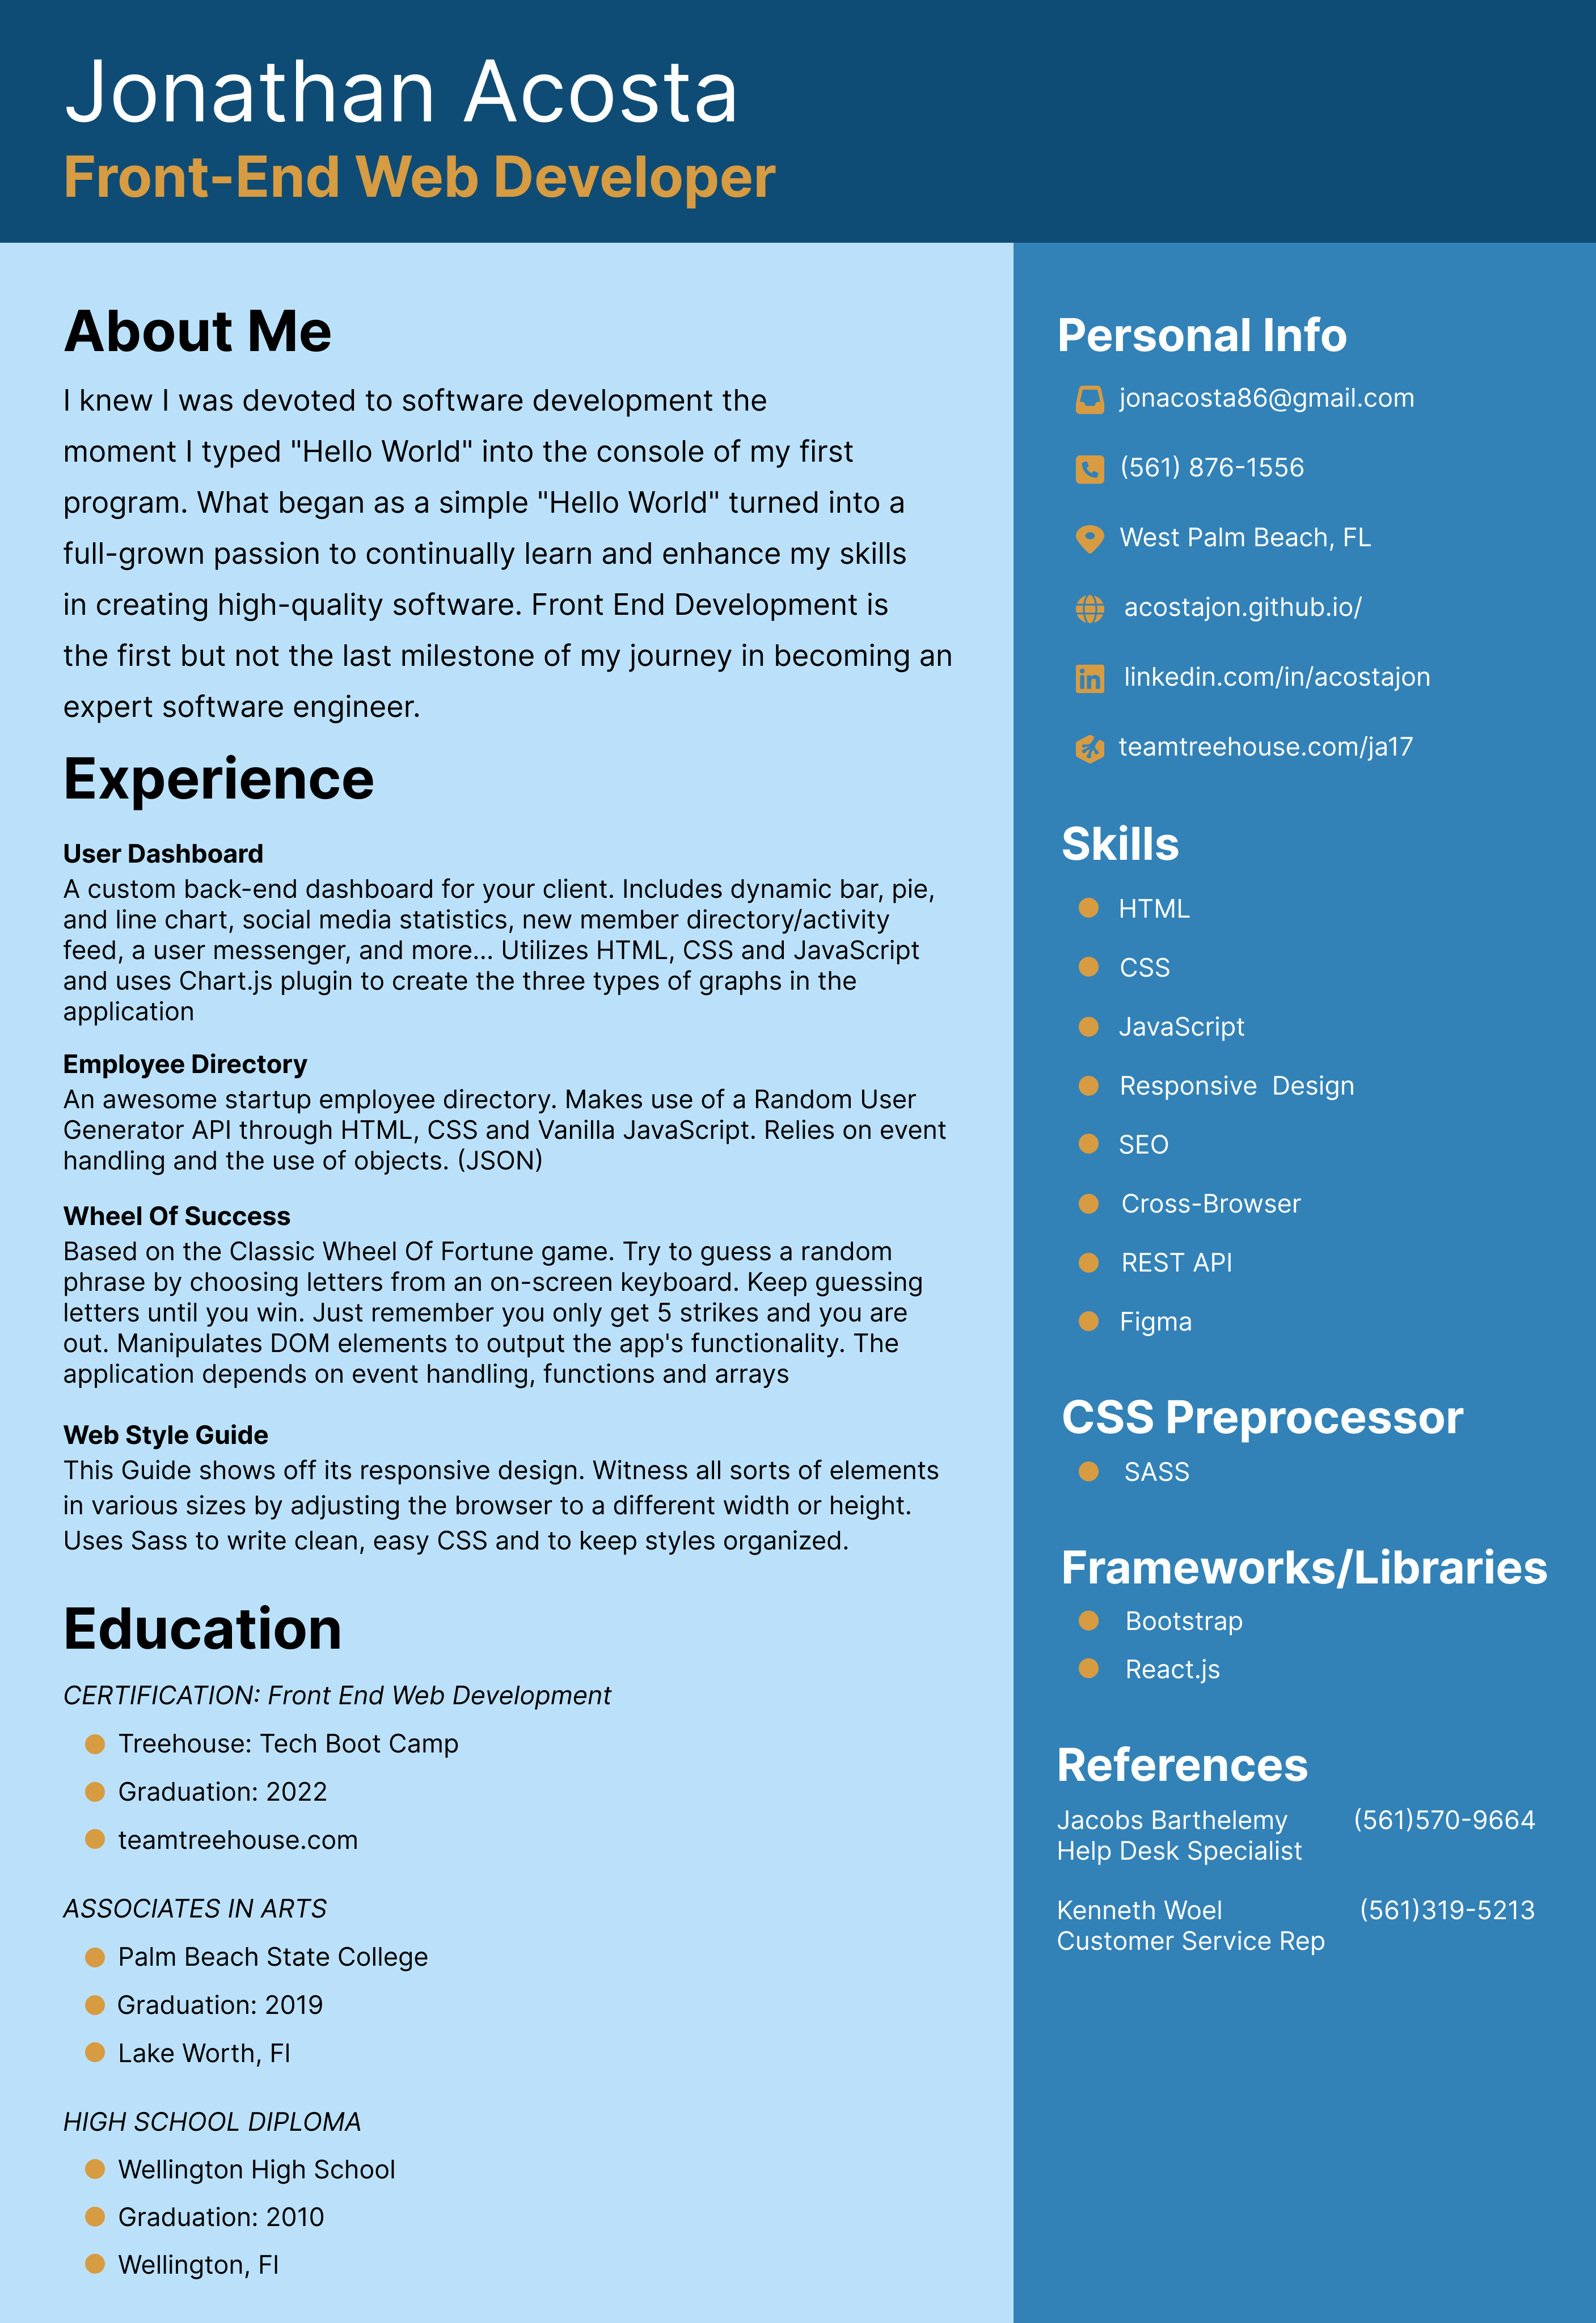 Jonathan Acosta
Front-End Web Developer
About Me
I knew I was devoted to software development the
moment I typed "Hello World" into the console of my first
program. What began as a simple "Hello World" turned into a
full-grown passion to continually learn and enhance my skills
in creating high-quality software. Front End Development is
the first but not the last milestone of my journey in becoming an
expert software engineer.
Experience
User Dashboard
A custom back-end dashboard for your client. Includes dynamic bar, pie,
and line chart, social media statistics, new member directory/activity
feed, a user messenger, and more... Utilizes HTML, CSS and JavaScript
and uses Chart.js plugin to create the three types of graphs in the
application
Employee Directory
An awesome startup employee directory. Makes use of a Random User
Generator API through HTML, CSS and Vanilla JavaScript. Relies on event
handling and the use of objects. (JSON)
Wheel Of Success
Based on the Classic Wheel Of Fortune game. Try to guess a random
phrase by choosing letters from an on-screen keyboard. Keep guessing
letters until you win. Just remember you only get 5 strikes and you are
out. Manipulates DOM elements to output the app's functionality. The
application depends on event handling, functions and arrays
Web Style Guide
This Guide shows off its responsive design. Witness all sorts of elements
in various sizes by adjusting the browser to a different width or height.
Uses Sass to write clean, easy CSS and to keep styles organized.
Education
CERTIFICATION: Front End Web Development
Treehouse: Tech Boot Camp
Graduation: 2022
teamtreehouse.com
ASSOCIATES IN ARTS
Palm Beach State College
Graduation: 2019
Lake Worth, Fl
HIGH SCHOOL DIPLOMA
Wellington High School
Graduation: 2010
Wellington, Fl
Personal Info
jonacosta86@gmail.com
(561) 876-1556
West Palm Beach, FL
acostajon.github.io/
linkedin.com/in/acostajon
teamtreehouse.com/ja17
Skills
HTML
CSS
JavaScript
Responsive Design
SEO
Cross-Browser
REST API
Figma
CSS Preprocessor
SASS
Frameworks/Libraries
Bootstrap
React.js
References
Jacobs Barthelemy (561)570-9664
Help Desk Specialist
Kenneth Woel (561)319-5213
Customer Service Rep